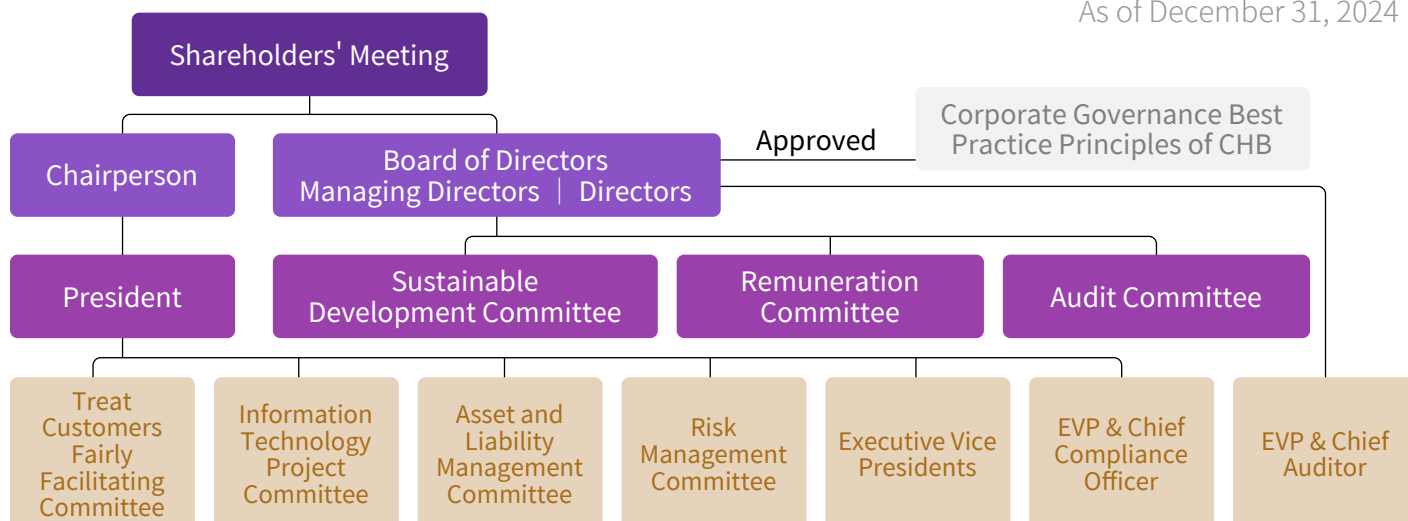 As of December 31, 2024
Shareholders' Meeting
Corporate Governance Best
Practice Principles of CHB
Approved
Chairperson
Board of Directors
Managing Directors | Directors
President
Sustainable
Development Committee
Remuneration
Committee
Audit Committee
Treat
Customers
Fairly
Facilitating
Committee
Information
Technology
Project
Committee
Asset and
Liability
Management
Committee
Risk
Management
Committee
Executive Vice
Presidents
EVP & Chief
Compliance
Officer
EVP & Chief
Auditor